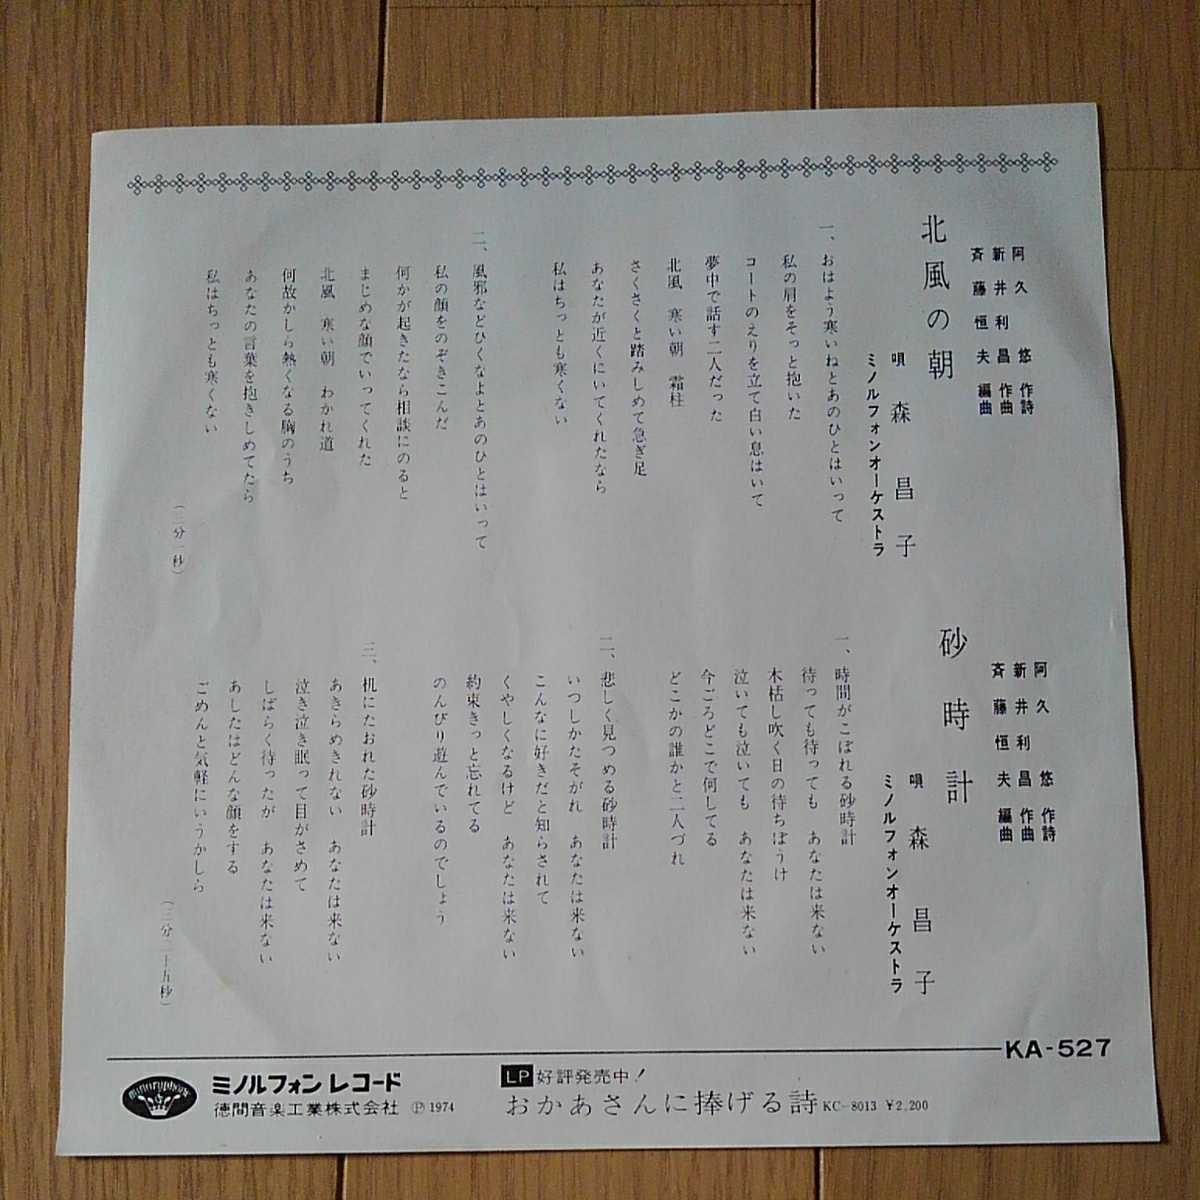 北風の朝
阿久悠 作詩
新井利昌 作曲
斉藤恒夫 編曲
唄 森昌子
ミノルフォンオーケストラ
一、おはよう寒いねとあのひとはいって
私の肩をそっと抱いた
コートのえりを立て白い息はいて
夢中で話す二人だった
北風 寒い朝 霜柱
さくさくと踏みしめて急ぎ足
あなたが近くにいてくれたなら
私はちっとも寒くない
二、風邪などひくなよとあのひとはいって
私の顔をのぞきこんだ
何かが起きたなら相談にのると
まじめな顔でいってくれた
北風 寒い朝 わかれ道
何故かしら熱くなる胸のうち
あなたの言葉を抱きしめてたら
私はちっとも寒くない
砂時計
阿久悠 作詩
新井利昌 作曲
斉藤恒夫 編曲
唄 森昌子
ミノルフォンオーケストラ
一、時間がこぼれる砂時計
待っても待っても あなたは来ない
木枯し吹く日の待ちぼうけ
泣いても泣いても あなたは来ない
今ごろどこで何してる
どこかの誰かと二人づれ
二、悲しく見つめる砂時計
いつしかたそがれ あなたは来ない
こんなに好きだと知らされて
くやしくなるけど あなたは来ない
約束きっと忘れてる
のんびり遊んでいるのでしょう
三、机にたおれた砂時計
あきらめきれない あなたは来ない
泣き泣き眠って目がさめて
しばらく待ったが あなたは来ない
あしたはどんな顔をする
ごめんと気軽にいうかしら
(三分二十五秒)
KA-527
minoruphone
ミノルフォンレコード
徳間音楽工業株式会社 Ⓟ 1974
LP 好評発売中!
おかあさんに捧げる詩 KC-8013 ¥2,200